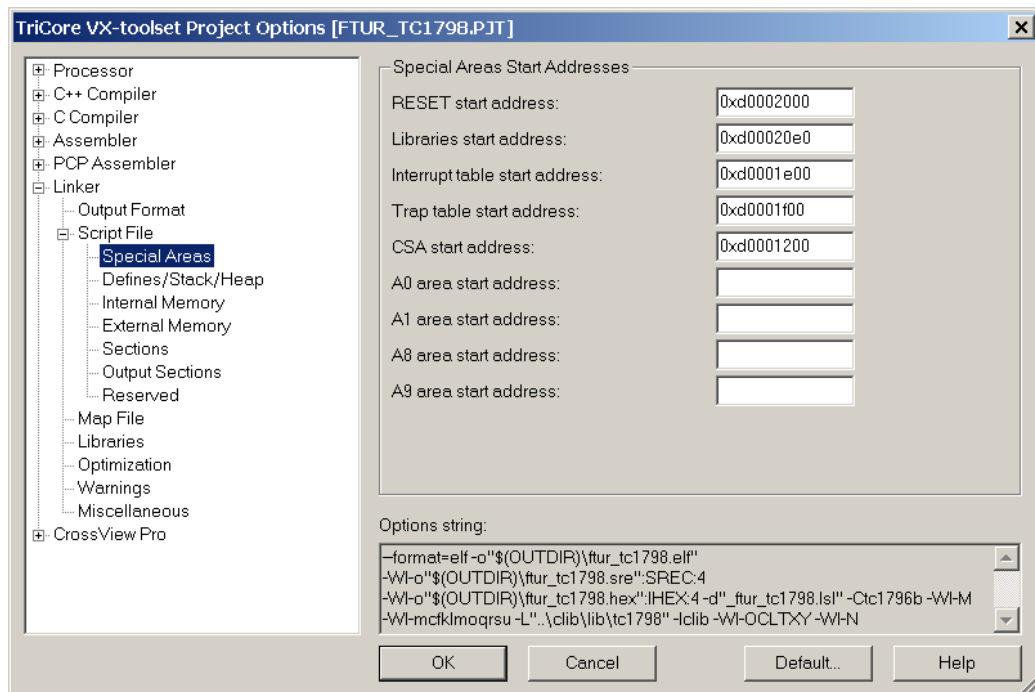 TriCore VX-toolset Project Options [FTUR_TC1798.PJT]
Processor
C++ Compiler
C Compiler
Assembler
PCP Assembler
Linker
Output Format
Script File
Special Areas
Defines/Stack/Heap
Internal Memory
External Memory
Sections
Output Sections
Reserved
Map File
Libraries
Optimization
Warnings
Miscellaneous
CrossView Pro
Special Areas Start Addresses
RESET start address: 0xd0002000
Libraries start address: 0xd00020e0
Interrupt table start address: 0xd0001e00
Trap table start address: 0xd0001f00
CSA start address: 0xd0001200
A0 area start address:
A1 area start address:
A8 area start address:
A9 area start address:
Options string:
--format=elf -o"$(OUTDIR)\ftur_tc1798.elf"
-Wl-o"$(OUTDIR)\ftur_tc1798.sre":SREC:4
-Wl-o"$(OUTDIR)\ftur_tc1798.hex":IHEX:4 -d"_ftur_tc1798.lsl" -Ctc1796b -Wl-M
-Wl-mcfklmoqrsu -L"..\clib\lib\tc1798" -lclib -Wl-OCLTXY -Wl-N
OK
Cancel
Default...
Help